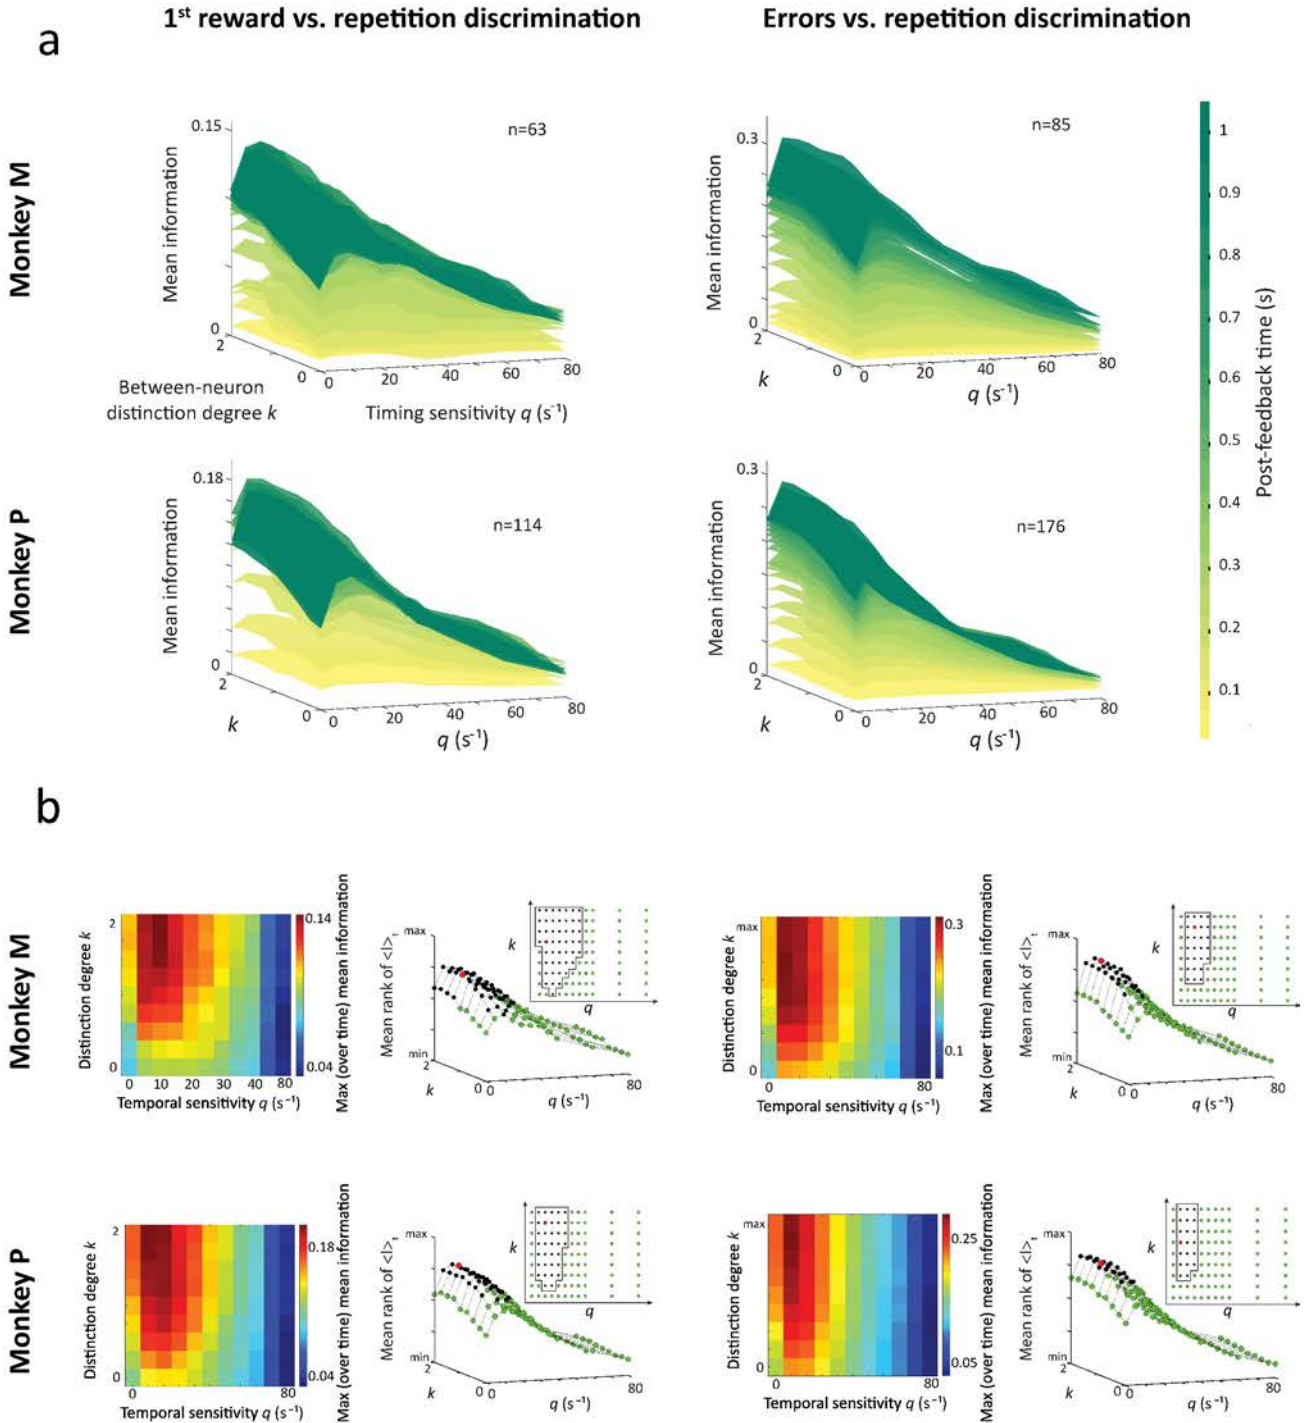 1st reward vs. repetition discrimination
Errors vs. repetition discrimination
a
Monkey M
Mean information
0.15
0
2
0
n=63
0 20 40 60 80
Between-neuron
distinction degree k
Timing sensitivity q (s⁻¹)
Mean information
0.3
0
2
0
n=85
k
0 20 40 60 80
q (s⁻¹)
Monkey P
Mean information
0.18
0
2
0
n=114
k
0 20 40 60 80
q (s⁻¹)
Mean information
0.3
0
2
0
n=176
k
0 20 40 60 80
q (s⁻¹)
1
0.9
0.8
0.7
0.6
0.5
0.4
0.3
0.2
0.1
Post-feedback time (s)
b
Monkey M
Distinction degree k
2
0
0 10 20 30 40 80
Temporal sensitivity q (s⁻¹)
0.14
0.04
Max (over time) mean information
Mean rank of <I>t
max
min
2
k
0
0
80
q (s⁻¹)
k
q
Distinction degree k
max
0
0 80
Temporal sensitivity q (s⁻¹)
0.3
0.1
Max (over time) mean information
Mean rank of <I>t
max
min
2
k
0
0
80
q (s⁻¹)
k
q
Monkey P
Distinction degree k
2
0
0 80
Temporal sensitivity q (s⁻¹)
0.18
0.04
Max (over time) mean information
Mean rank of <I>t
max
min
2
k
0
0
80
q (s⁻¹)
k
q
Distinction degree k
max
0
0 80
Temporal sensitivity q (s⁻¹)
0.25
0.05
Max (over time) mean information
Mean rank of <I>t
max
min
2
k
0
0
80
q (s⁻¹)
k
q